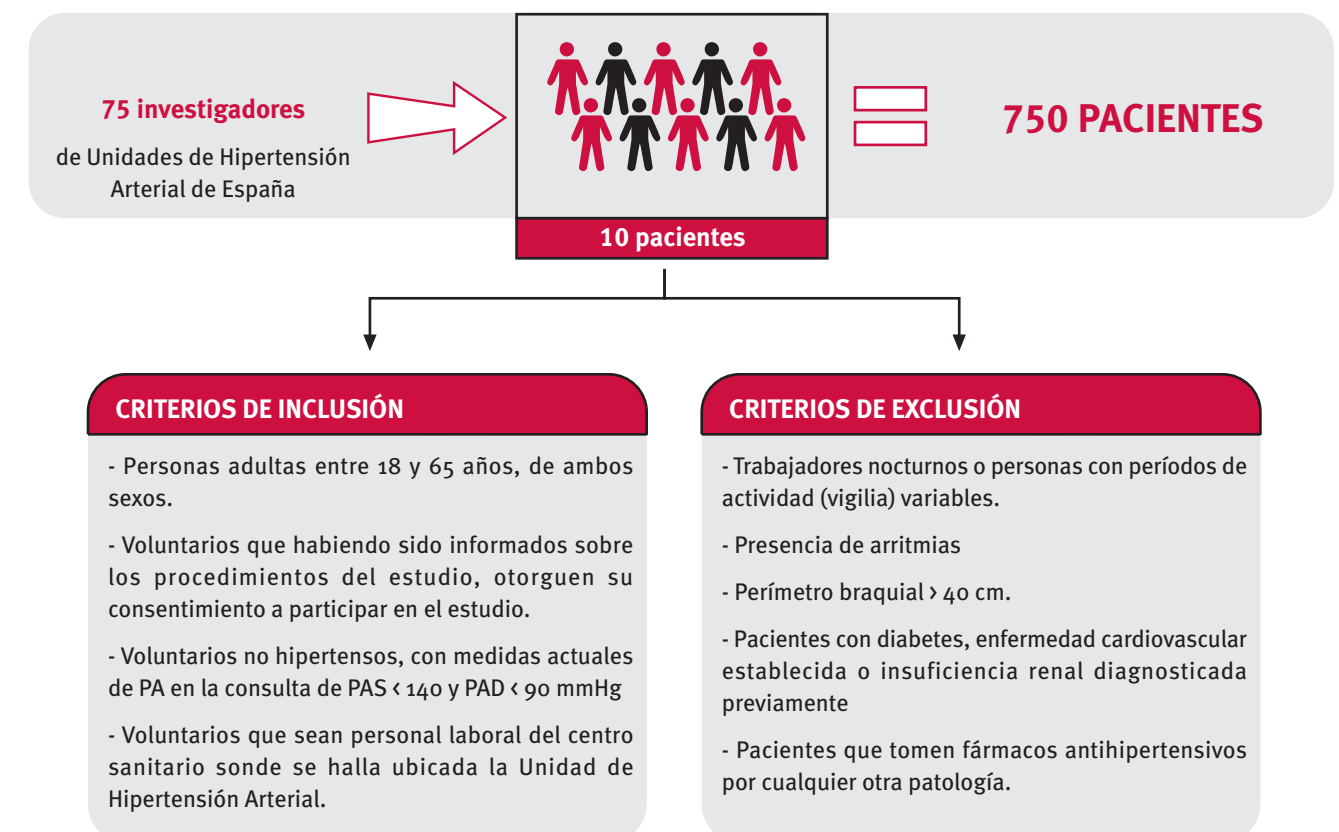 75 investigadores
de Unidades de Hipertensión
Arterial de España
750 PACIENTES
10 pacientes
CRITERIOS DE INCLUSIÓN
- Personas adultas entre 18 y 65 años, de ambos
sexos.
- Voluntarios que habiendo sido informados sobre
los procedimientos del estudio, otorguen su
consentimiento a participar en el estudio.
- Voluntarios no hipertensos, con medidas actuales
de PA en la consulta de PAS < 140 y PAD < 90 mmHg
- Voluntarios que sean personal laboral del centro
sanitario sonde se halla ubicada la Unidad de
Hipertensión Arterial.
CRITERIOS DE EXCLUSIÓN
- Trabajadores nocturnos o personas con períodos de
actividad (vigilia) variables.
- Presencia de arritmias
- Perímetro braquial > 40 cm.
- Pacientes con diabetes, enfermedad cardiovascular
establecida o insuficiencia renal diagnosticada
previamente
- Pacientes que tomen fármacos antihipertensivos
por cualquier otra patología.